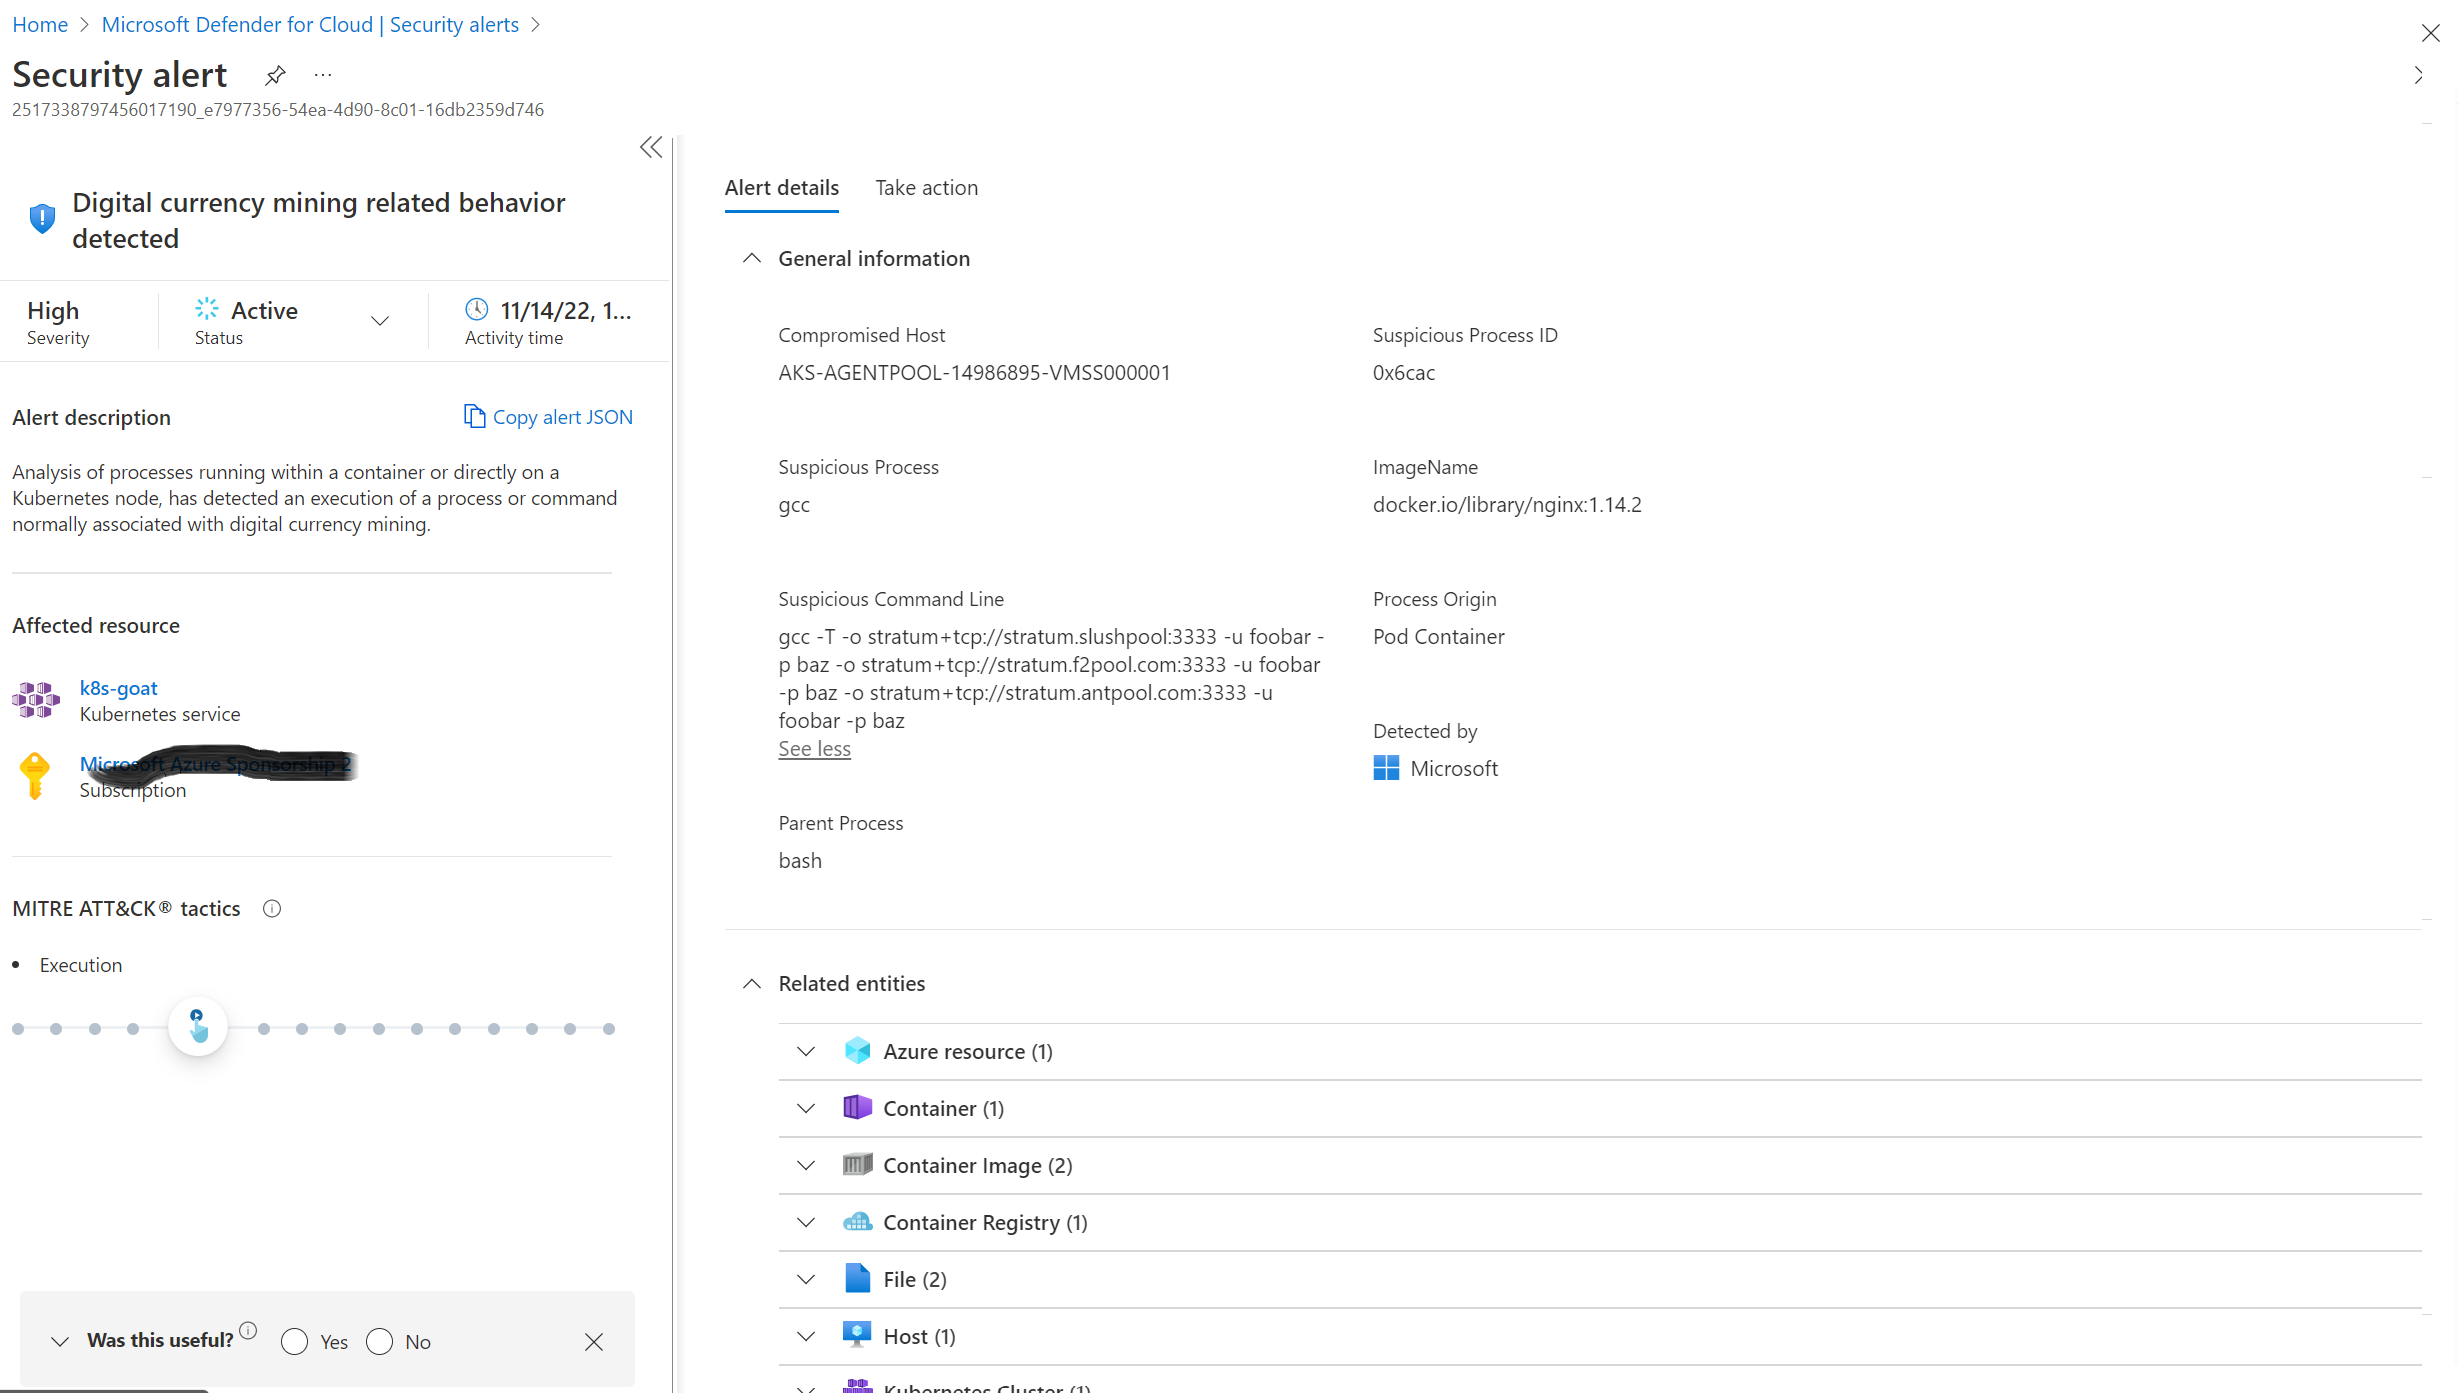 Home > Microsoft Defender for Cloud | Security alerts >
Security alert ...
2517338797456017190_e7977356-54ea-4d90-8c01-16db2359d746
Digital currency mining related behavior
detected
High
Severity
Active
Status
11/14/22, 1...
Activity time
Alert description
Copy alert JSON
Analysis of processes running within a container or directly on a
Kubernetes node, has detected an execution of a process or command
normally associated with digital currency mining.
Affected resource
k8s-goat
Kubernetes service
Microsoft Azure Sponsorship 2
Subscription
MITRE ATT&CK® tactics
• Execution
Was this useful?
Yes
No
Alert details
Take action
General information
Compromised Host
AKS-AGENTPOOL-14986895-VMSS000001
Suspicious Process ID
0x6cac
Suspicious Process
gcc
ImageName
docker.io/library/nginx:1.14.2
Suspicious Command Line
gcc -T -o stratum+tcp://stratum.slushpool:3333 -u foobar -
p baz -o stratum+tcp://stratum.f2pool.com:3333 -u foobar
-p baz -o stratum+tcp://stratum.antpool.com:3333 -u
foobar -p baz
See less
Process Origin
Pod Container
Detected by
Microsoft
Parent Process
bash
Related entities
Azure resource (1)
Container (1)
Container Image (2)
Container Registry (1)
File (2)
Host (1)
Kubernetes Cluster (1)